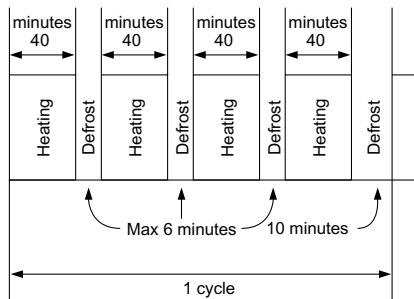 minutes
40
minutes
40
minutes
40
minutes
40
Heating
Defrost
Heating
Defrost
Heating
Defrost
Heating
Defrost
Max 6 minutes
10 minutes
1 cycle